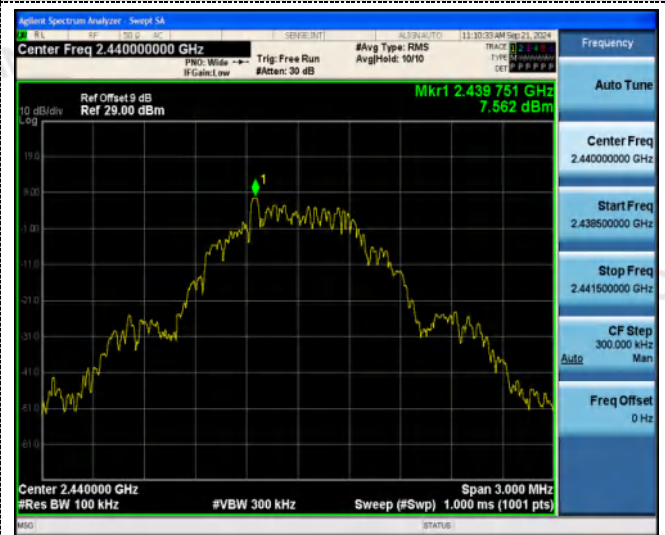 Agilent Spectrum Analyzer - Swept SA
RL RF 50 Ω AC SENSE:INT ALIGN AUTO 11:10:33 AM Sep 21, 2024
Center Freq 2.440000000 GHz
PNO: Wide Trig: Free Run #Avg Type: RMS TRACE 1 2 3 4 5 6
IFGain:Low #Atten: 30 dB Avg|Hold: 10/10 TYPE
DET P P P P P P
Frequency
Auto Tune
Center Freq
2.440000000 GHz
Start Freq
2.438500000 GHz
Stop Freq
2.441500000 GHz
CF Step
300.000 kHz
Auto Man
Freq Offset
0 Hz
Mkr1 2.439 751 GHz
7.562 dBm
Ref Offset 9 dB
10 dB/div Ref 29.00 dBm
Log
19.0
9.00
-1.00
-11.0
-21.0
-31.0
-41.0
-51.0
-61.0
1
Center 2.440000 GHz Span 3.000 MHz
#Res BW 100 kHz #VBW 300 kHz Sweep (#Swp) 1.000 ms (1001 pts)
MSG STATUS